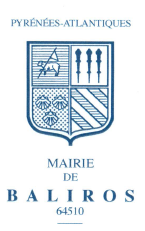 PYRÉNÉES-ATLANTIQUES
MAIRIE
DE
BALIROS
64510